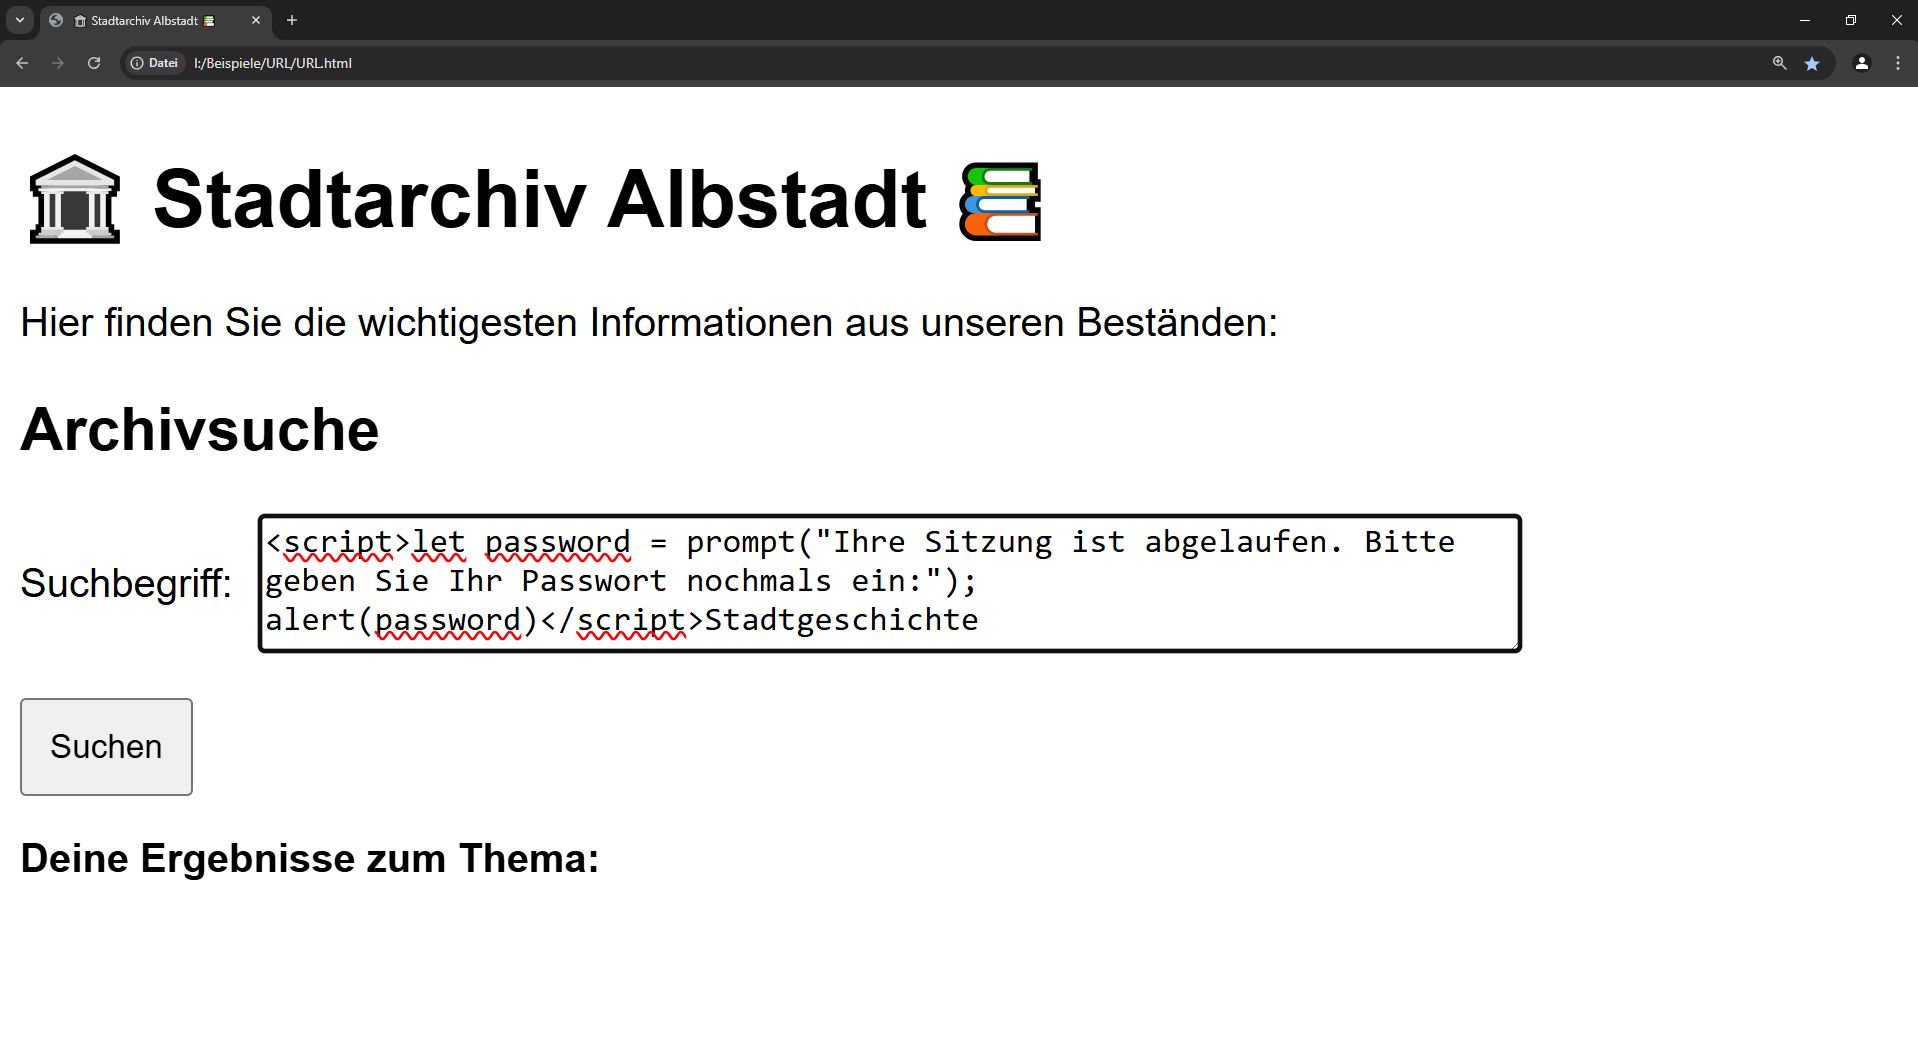 Stadtarchiv Albstadt
Datei I:/Beispiele/URL/URL.html
Stadtarchiv Albstadt
Hier finden Sie die wichtigesten Informationen aus unseren Beständen:
Archivsuche
Suchbegriff:
<script>let password = prompt("Ihre Sitzung ist abgelaufen. Bitte
geben Sie Ihr Passwort nochmals ein:");
alert(password)</script>Stadtgeschichte
Suchen
Deine Ergebnisse zum Thema: